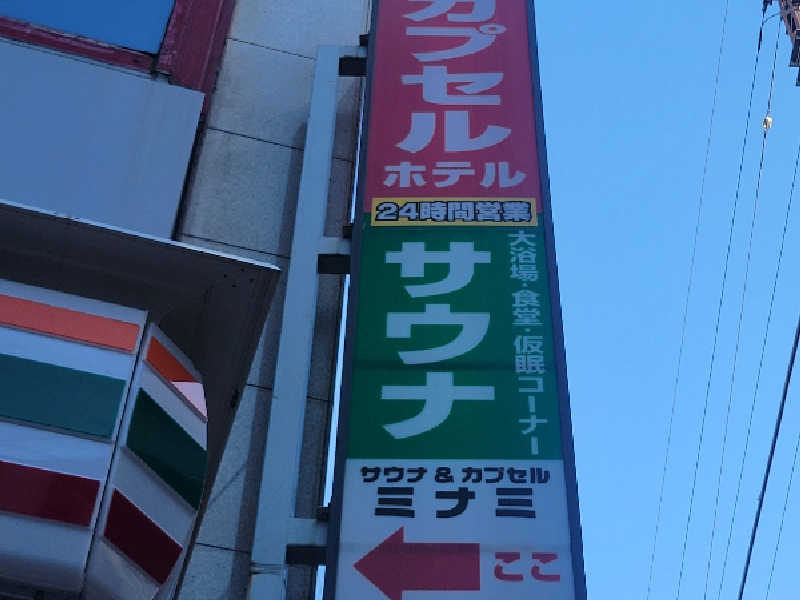 カプセル
ホテル
24時間営業
サウナ
大浴場・食堂・仮眠コーナー
サウナ & カプセル
ミナミ
ここ